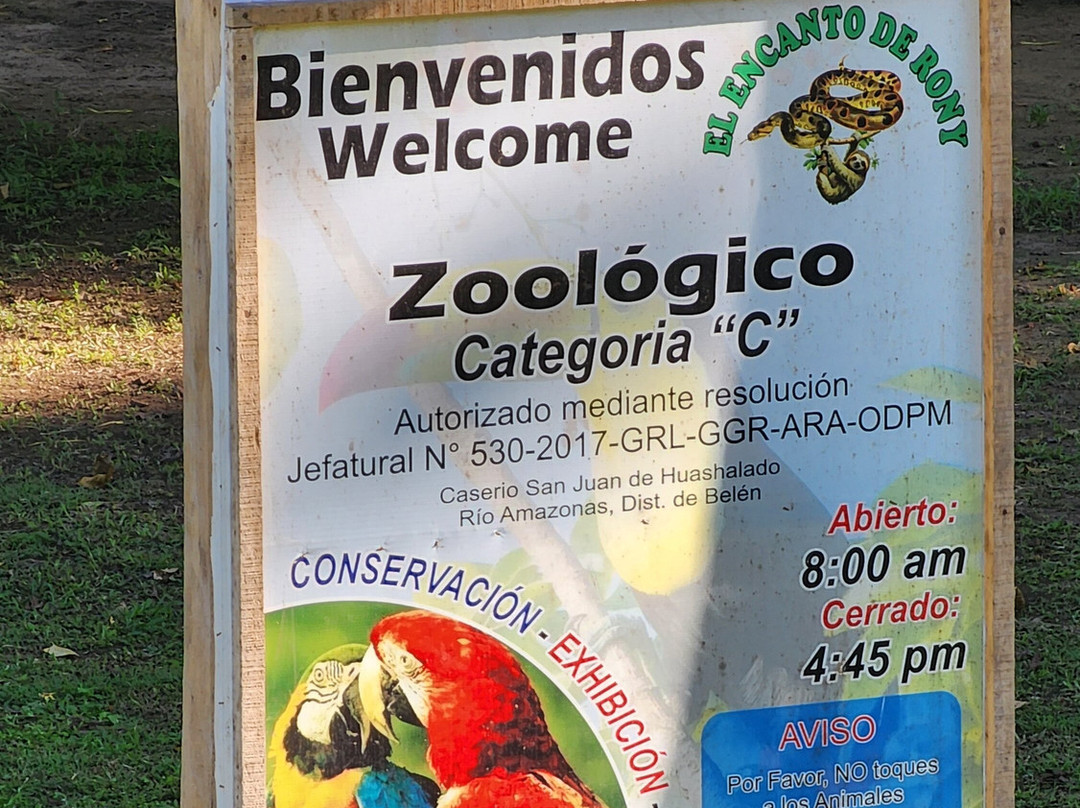 Bienvenidos
Welcome
EL ENCANTO DE RONY
Zoológico
Categoria “C”
Autorizado mediante resolución
Jefatural N° 530-2017-GRL-GGR-ARA-ODPM
Caserio San Juan de Huashalado
Río Amazonas, Dist. de Belén
Abierto:
8:00 am
Cerrado:
4:45 pm
CONSERVACIÓN - EXHIBICIÓN -
AVISO
Por Favor, NO toques
a los Animales